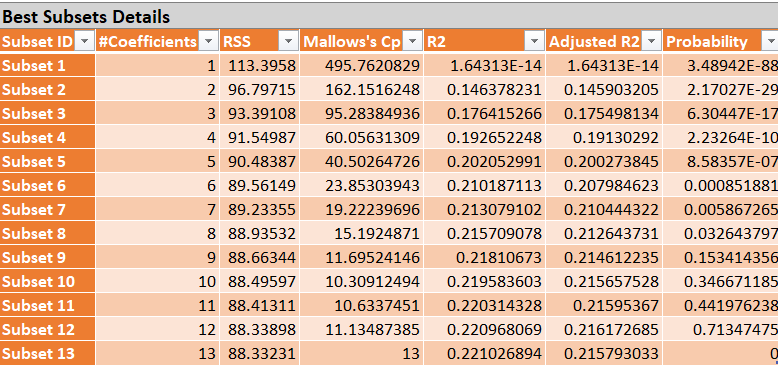 Best Subsets Details
Subset ID #Coefficients RSS Mallows's Cp R2 Adjusted R2 Probability
Subset 1 1 113.3958 495.7620829 1.64313E-14 1.64313E-14 3.48942E-88
Subset 2 2 96.79715 162.1516248 0.146378231 0.145903205 2.17027E-29
Subset 3 3 93.39108 95.28384936 0.176415266 0.175498134 6.30447E-17
Subset 4 4 91.54987 60.05631309 0.192652248 0.19130292 2.23264E-10
Subset 5 5 90.48387 40.50264726 0.202052991 0.200273845 8.58357E-07
Subset 6 6 89.56149 23.85303943 0.210187113 0.207984623 0.000851881
Subset 7 7 89.23355 19.22239696 0.213079102 0.210444322 0.005867265
Subset 8 8 88.93532 15.1924871 0.215709078 0.212643731 0.032643797
Subset 9 9 88.66344 11.69524146 0.21810673 0.214612235 0.153414356
Subset 10 10 88.49597 10.30912494 0.219583603 0.215657528 0.346671185
Subset 11 11 88.41311 10.6337451 0.220314328 0.21595367 0.441976238
Subset 12 12 88.33898 11.13487385 0.220968069 0.216172685 0.71347475
Subset 13 13 88.33231 13 0.221026894 0.215793033 0